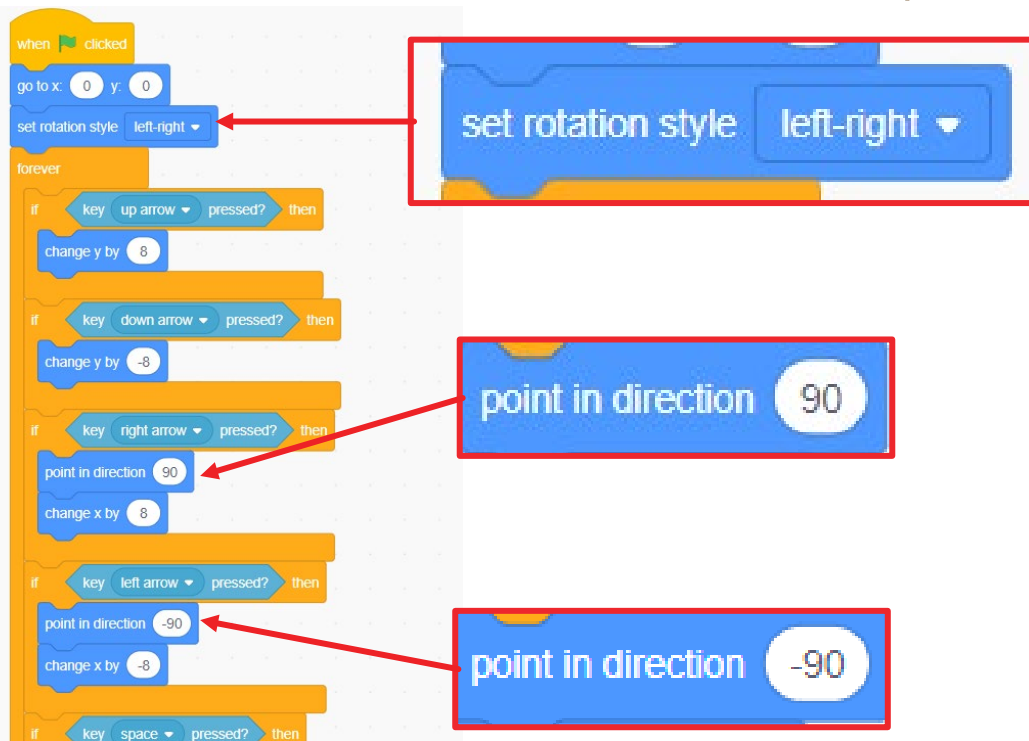 when clicked
go to x: 0 y: 0
set rotation style left-right
forever
if key up arrow pressed? then
change y by 8
if key down arrow pressed? then
change y by -8
if key right arrow pressed? then
point in direction 90
change x by 8
if key left arrow pressed? then
point in direction -90
change x by -8
if key space pressed? then
set rotation style left-right
point in direction 90
point in direction -90